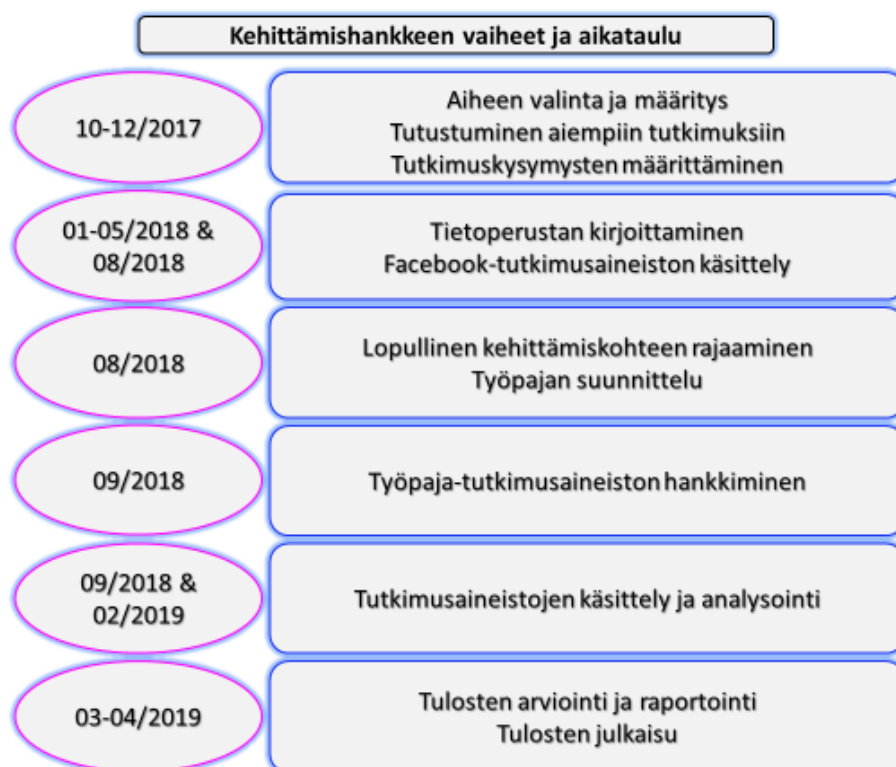 Kehittämishankkeen vaiheet ja aikataulu
10-12/2017
Aiheen valinta ja määritys
Tutustuminen aiempiin tutkimuksiin
Tutkimuskysymysten määrittäminen
01-05/2018 &
08/2018
Tietoperustan kirjoittaminen
Facebook-tutkimusaineiston käsittely
08/2018
Lopullinen kehittämiskohteen rajaaminen
Työpajan suunnittelu
09/2018
Työpaja-tutkimusaineiston hankkiminen
09/2018 &
02/2019
Tutkimusaineistojen käsittely ja analysointi
03-04/2019
Tulosten arviointi ja raportointi
Tulosten julkaisu